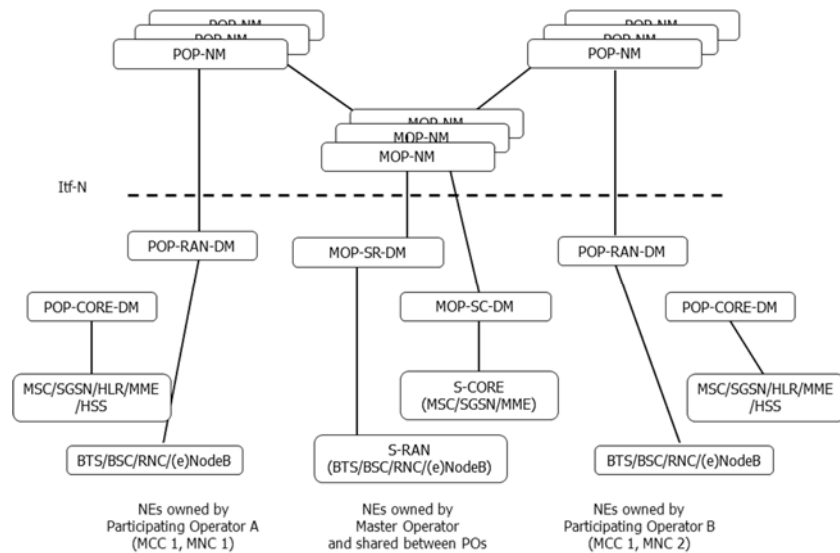 POP-NM
POP-NM
POP-NM
POP-NM
POP-NM
POP-NM
MOP-NM
MOP-NM
MOP-NM
Itf-N
POP-RAN-DM
MOP-SR-DM
POP-RAN-DM
POP-CORE-DM
MOP-SC-DM
POP-CORE-DM
MSC/SGSN/HLR/MME
/HSS
S-CORE
(MSC/SGSN/MME)
MSC/SGSN/HLR/MME
/HSS
BTS/BSC/RNC/(e)NodeB
S-RAN
(BTS/BSC/RNC/(e)NodeB)
BTS/BSC/RNC/(e)NodeB
NEs owned by
Participating Operator A
(MCC 1, MNC 1)
NEs owned by
Master Operator
and shared between POs
NEs owned by
Participating Operator B
(MCC 1, MNC 2)